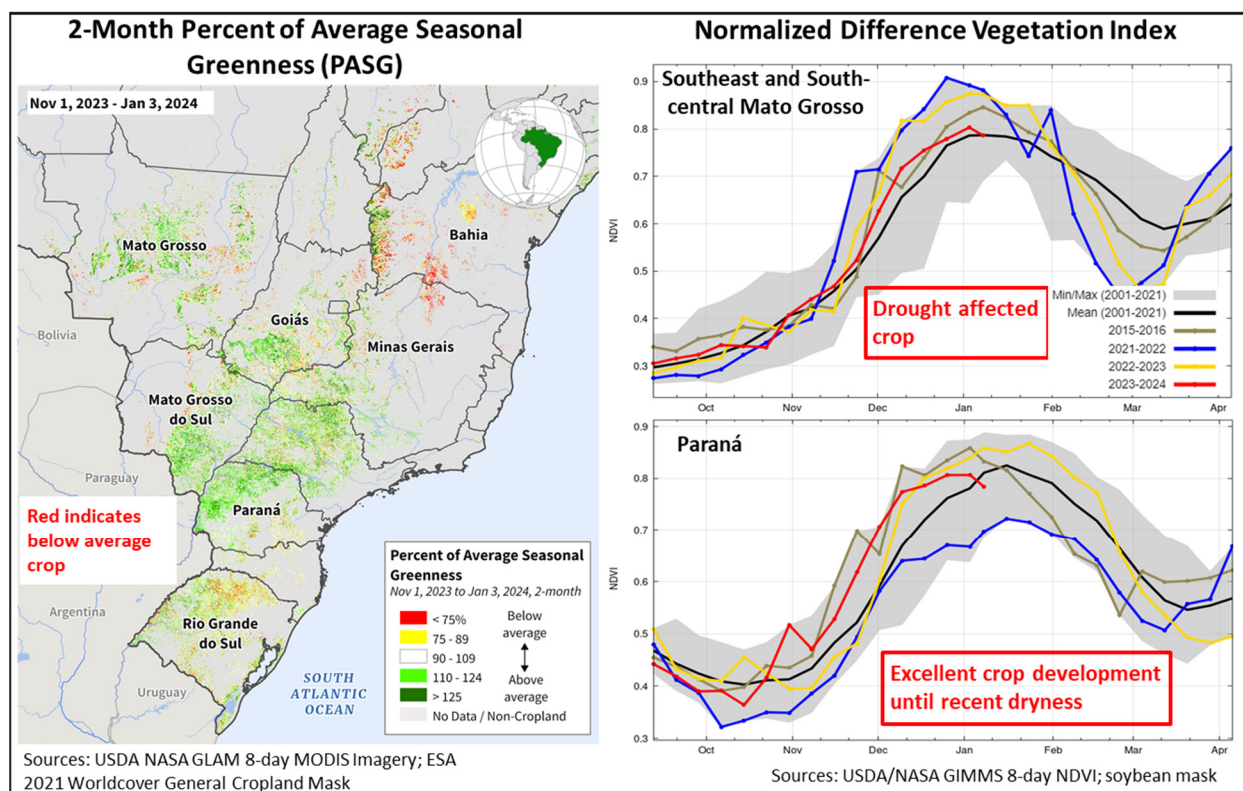 2-Month Percent of Average Seasonal
Greenness (PASG)
Nov 1, 2023 - Jan 3, 2024
Mato Grosso
Bahia
Bolivia
Goiás
Minas Gerais
Mato Grosso
do Sul
Paraguay
Paraná
Red indicates
below average
crop
Argentina
Rio Grande
do Sul
Uruguay
SOUTH
ATLANTIC
OCEAN
Percent of Average Seasonal
Greenness
Nov 1, 2023 to Jan 3, 2024, 2-month
< 75%
75 - 89
90 - 109
110 - 124
> 125
No Data / Non-Cropland
Below
average
Above
average
Sources: USDA NASA GLAM 8-day MODIS Imagery; ESA
2021 Worldcover General Cropland Mask
Normalized Difference Vegetation Index
Southeast and South-
central Mato Grosso
0.9
0.8
0.7
0.6
0.5
0.4
0.3
NDVI
Drought affected
crop
Min/Max (2001-2021)
Mean (2001-2021)
2015-2016
2021-2022
2022-2023
2023-2024
Oct Nov Dec Jan Feb Mar Apr
Paraná
0.9
0.8
0.7
0.6
0.5
0.4
0.3
NDVI
Excellent crop development
until recent dryness
Oct Nov Dec Jan Feb Mar Apr
Sources: USDA/NASA GIMMS 8-day NDVI; soybean mask